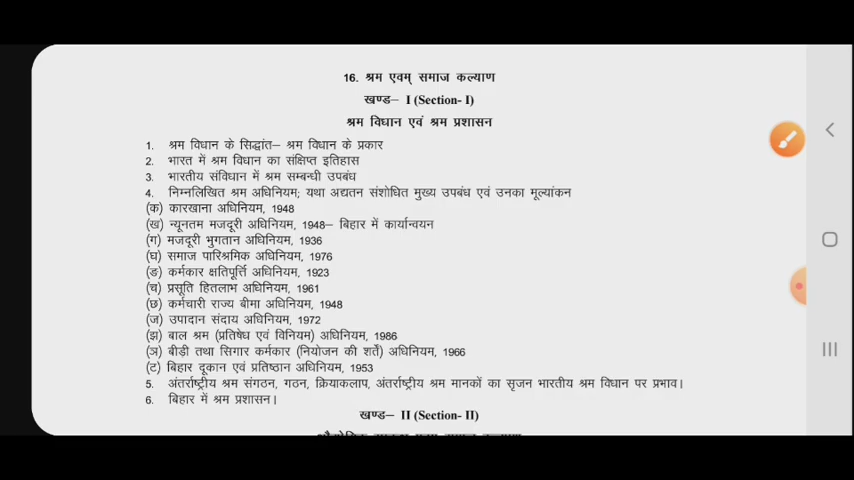 16. श्रम एवम् समाज कल्याण
खण्ड– I (Section- I)
श्रम विधान एवं श्रम प्रशासन
1. श्रम विधान के सिद्धांत– श्रम विधान के प्रकार
2. भारत में श्रम विधान का संक्षिप्त इतिहास
3. भारतीय संविधान में श्रम सम्बन्धी उपबंध
4. निम्नलिखित श्रम अधिनियम; यथा अद्यतन संशोधित मुख्य उपबंध एवं उनका मूल्यांकन
(क) कारखाना अधिनियम, 1948
(ख) न्यूनतम मजदूरी अधिनियम, 1948– बिहार में कार्यान्वयन
(ग) मजदूरी भुगतान अधिनियम, 1936
(घ) समाज पारिश्रमिक अधिनियम, 1976
(ङ) कर्मकार क्षतिपूर्त्ति अधिनियम, 1923
(च) प्रसूति हितलाभ अधिनियम, 1961
(छ) कर्मचारी राज्य बीमा अधिनियम, 1948
(ज) उपादान संदाय अधिनियम, 1972
(झ) बाल श्रम (प्रतिषेध एवं विनियम) अधिनियम, 1986
(ञ) बीड़ी तथा सिगार कर्मकार (नियोजन की शर्तें) अधिनियम, 1966
(ट) बिहार दूकान एवं प्रतिष्ठान अधिनियम, 1953
5. अंतर्राष्ट्रीय श्रम संगठन, गठन, क्रियाकलाप, अंतर्राष्ट्रीय श्रम मानकों का सृजन भारतीय श्रम विधान पर प्रभाव।
6. बिहार में श्रम प्रशासन।
खण्ड– II (Section- II)